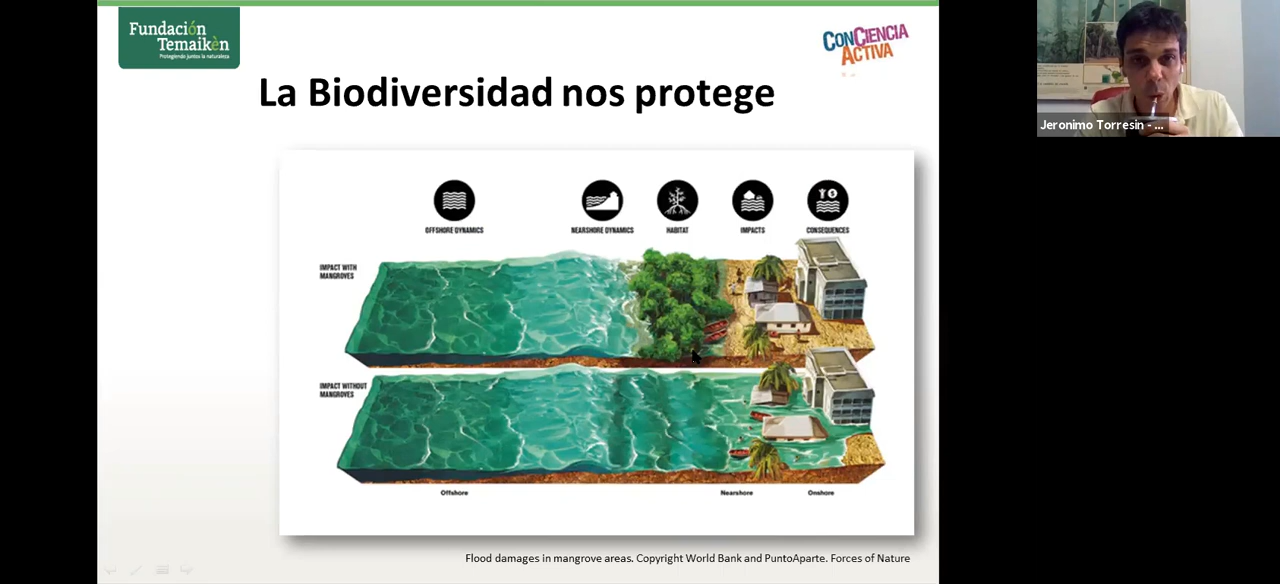 Fundación
Temaikèn
Protegiendo juntos la naturaleza
CONCIENCIA
ACTIVA
La Biodiversidad nos protege
Jeronimo Torresin - ...
OFFSHORE DYNAMICS
NEARSHORE DYNAMICS
HABITAT
IMPACTS
CONSEQUENCES
IMPACT WITH
MANGROVES
IMPACT WITHOUT
MANGROVES
Offshore
Nearshore
Onshore
Flood damages in mangrove areas. Copyright World Bank and PuntoAparte. Forces of Nature